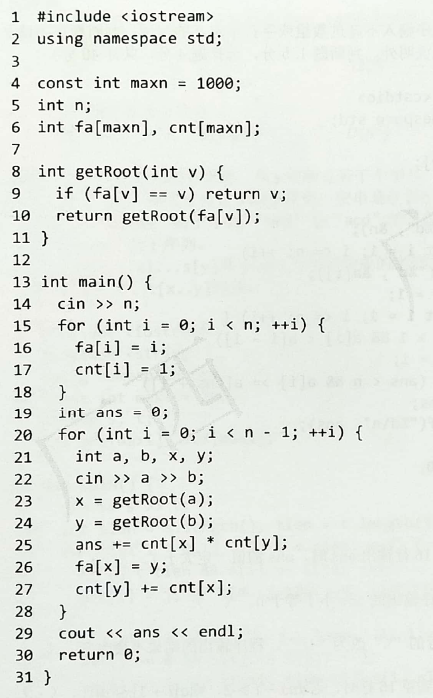 1 #include <iostream>
2 using namespace std;
3
4 const int maxn = 1000;
5 int n;
6 int fa[maxn], cnt[maxn];
7
8 int getRoot(int v) {
9   if (fa[v] == v) return v;
10   return getRoot(fa[v]);
11 }
12
13 int main() {
14   cin >> n;
15   for (int i = 0; i < n; ++i) {
16     fa[i] = i;
17     cnt[i] = 1;
18   }
19   int ans = 0;
20   for (int i = 0; i < n - 1; ++i) {
21     int a, b, x, y;
22     cin >> a >> b;
23     x = getRoot(a);
24     y = getRoot(b);
25     ans += cnt[x] * cnt[y];
26     fa[x] = y;
27     cnt[y] += cnt[x];
28   }
29   cout << ans << endl;
30   return 0;
31 }